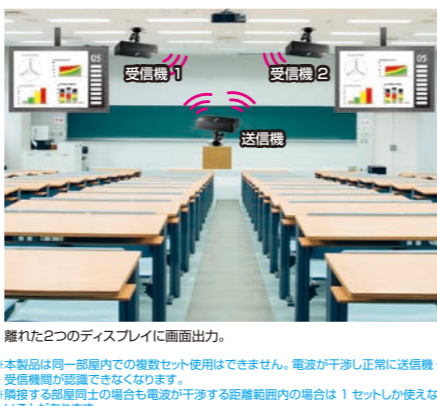 受信機 1
受信機 2
送信機
05
05
離れた2つのディスプレイに画面出力。
※本製品は同一部屋内での複数セット使用はできません。電波が干渉し正常に送信機・
受信機間が認識できなくなります。
※隣接する部屋同士の場合も電波が干渉する距離範囲内の場合は 1 セットしか使えな